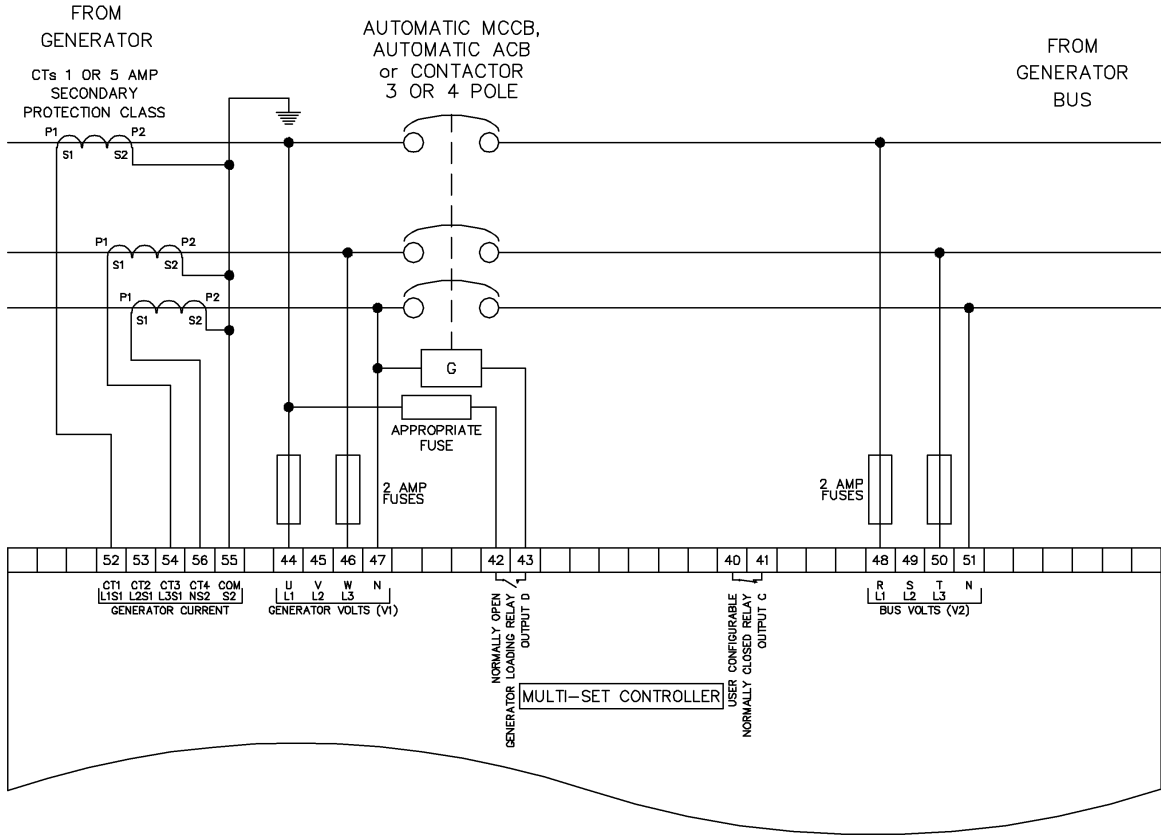 FROM
GENERATOR
CTs 1 OR 5 AMP
SECONDARY
PROTECTION CLASS
AUTOMATIC MCCB,
AUTOMATIC ACB
or CONTACTOR
3 OR 4 POLE
FROM
GENERATOR
BUS
P1 P2
S1 S2
P1 P2
S1 S2
P1 P2
S1 S2
G
APPROPRIATE
FUSE
2 AMP
FUSES
2 AMP
FUSES
52 53 54 56 55 44 45 46 47 42 43 40 41 48 49 50 51
CT1 CT2 CT3 CT4 COM
L1S1 L2S1 L3S1 NS2 S2
GENERATOR CURRENT
U V W N
L1 L2 L3
GENERATOR VOLTS (V1)
NORMALLY OPEN
GENERATOR LOADING RELAY
OUTPUT D
MULTI-SET CONTROLLER
USER CONFIGURABLE
NORMALLY CLOSED RELAY
OUTPUT C
R S T N
L1 L2 L3
BUS VOLTS (V2)